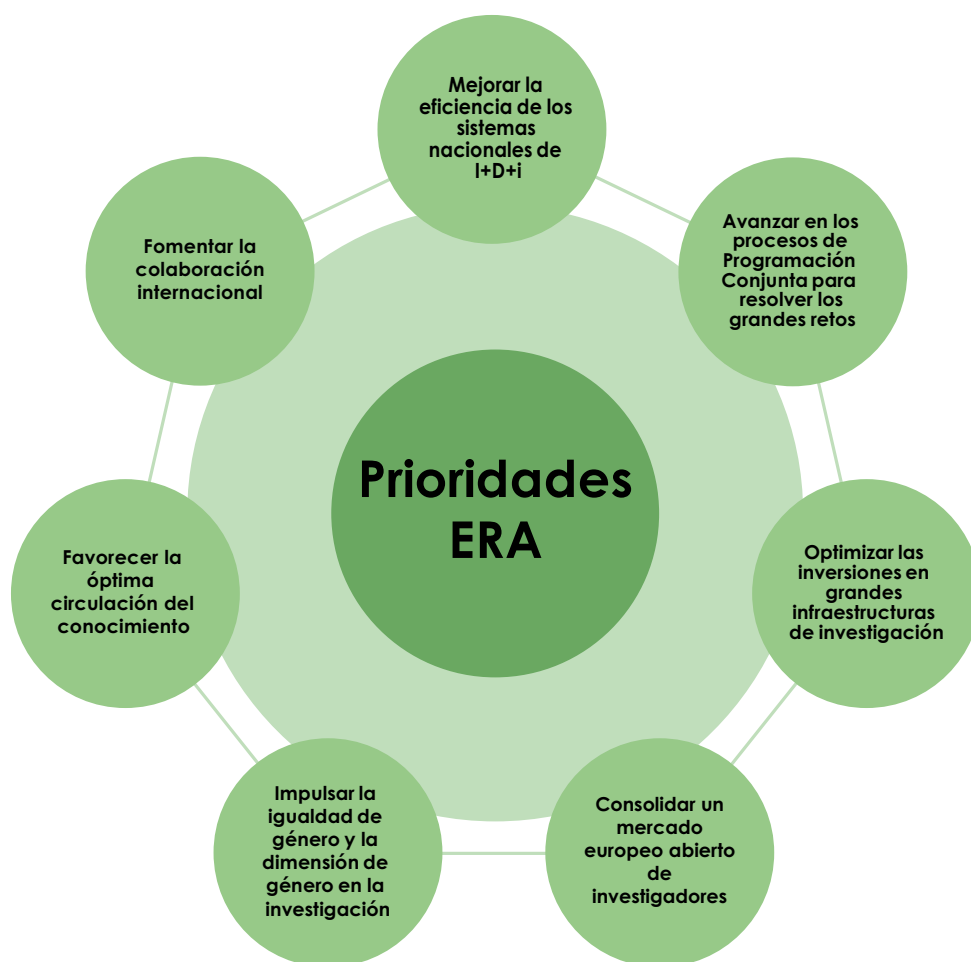 Mejorar la
eficiencia de los
sistemas
nacionales de
I+D+i
Avanzar en los
procesos de
Programación
Conjunta para
resolver los
grandes retos
Optimizar las
inversiones en
grandes
infraestructuras
de investigación
Consolidar un
mercado
europeo abierto
de
investigadores
Impulsar la
igualdad de
género y la
dimensión de
género en la
investigación
Favorecer la
óptima
circulación del
conocimiento
Fomentar la
colaboración
internacional
Prioridades
ERA